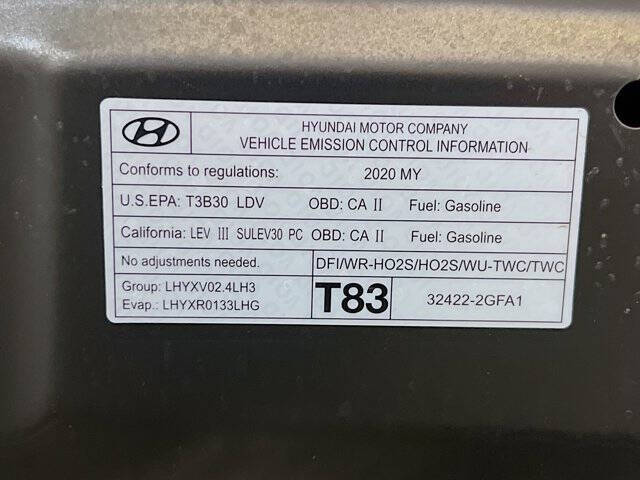 HYUNDAI MOTOR COMPANY
VEHICLE EMISSION CONTROL INFORMATION
Conforms to regulations: 2020 MY
U.S.EPA: T3B30 LDV OBD: CA II Fuel: Gasoline
California: LEV III SULEV30 PC OBD: CA II Fuel: Gasoline
No adjustments needed. DFI/WR-HO2S/HO2S/WU-TWC/TWC
Group: LHYXV02.4LH3
Evap.: LHYXR0133LHG
T83
32422-2GFA1